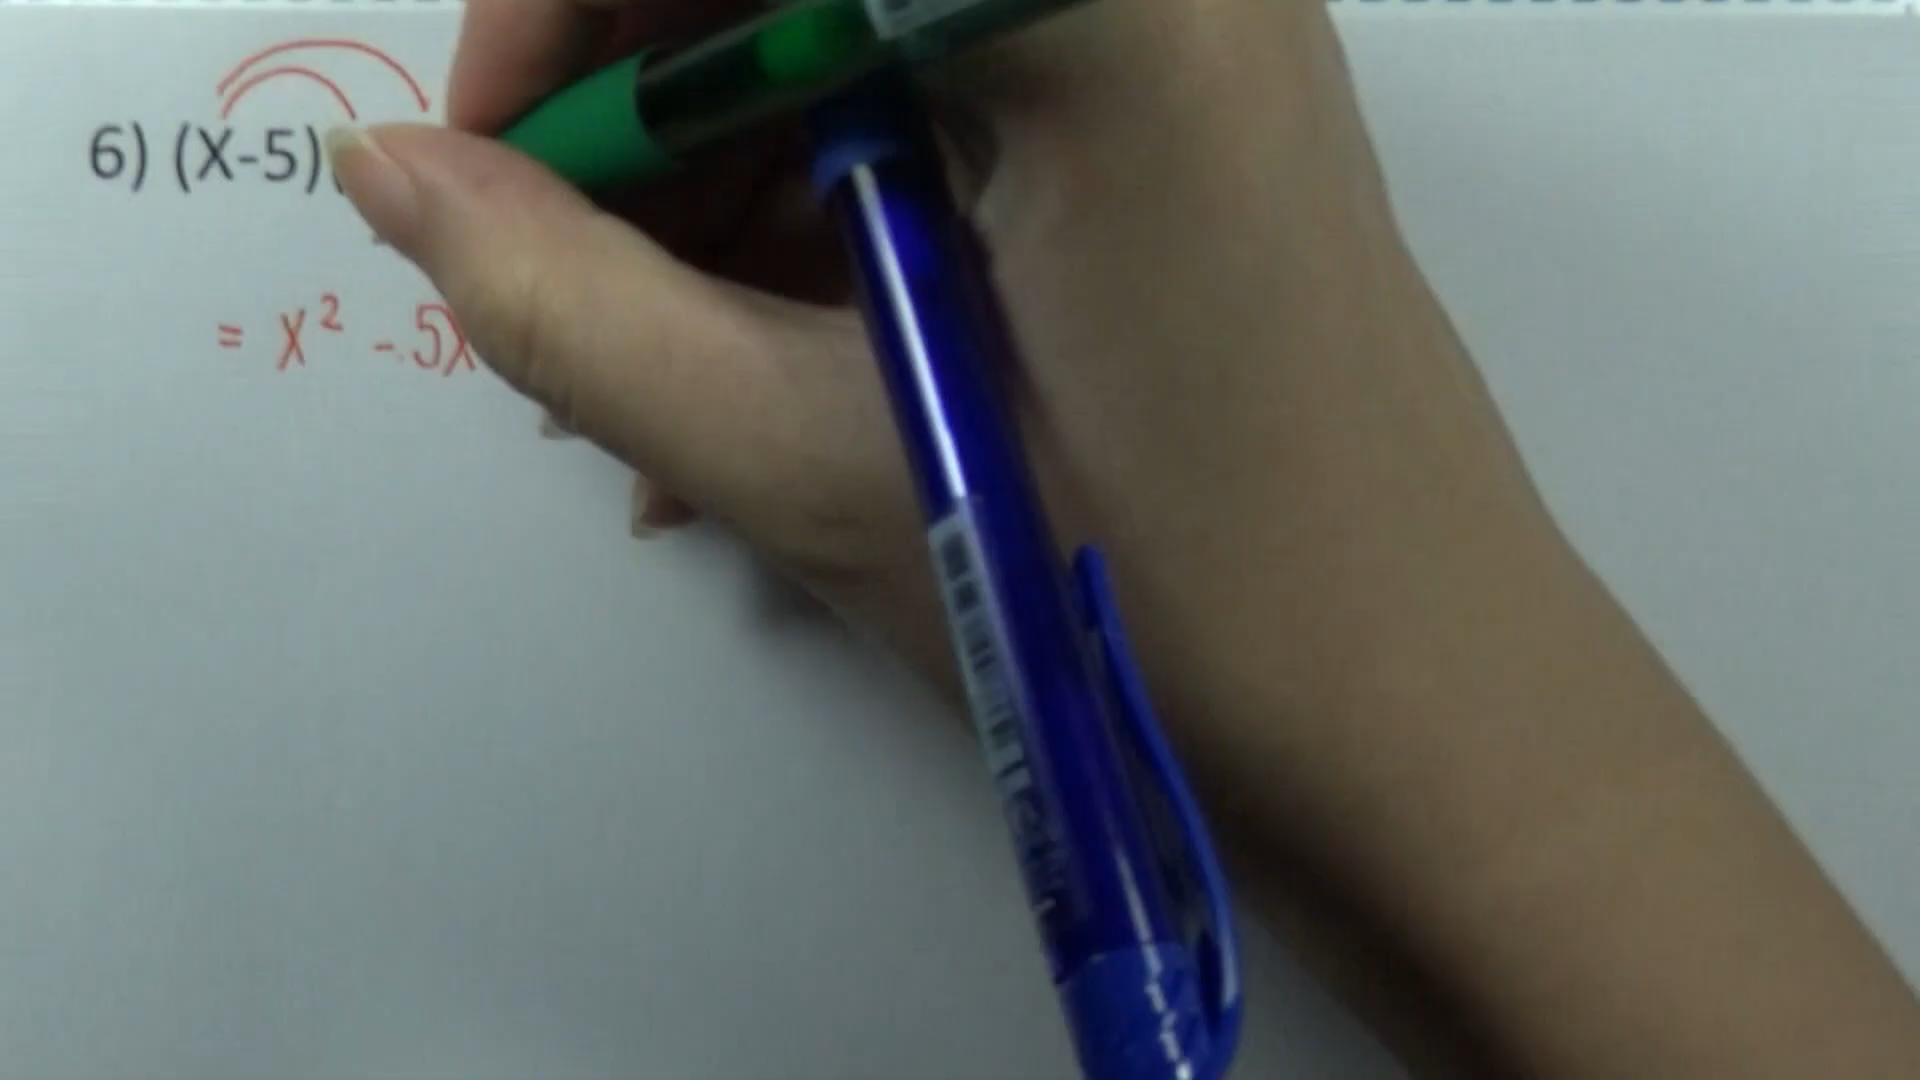 6) (X-5)(
= x² - 5x